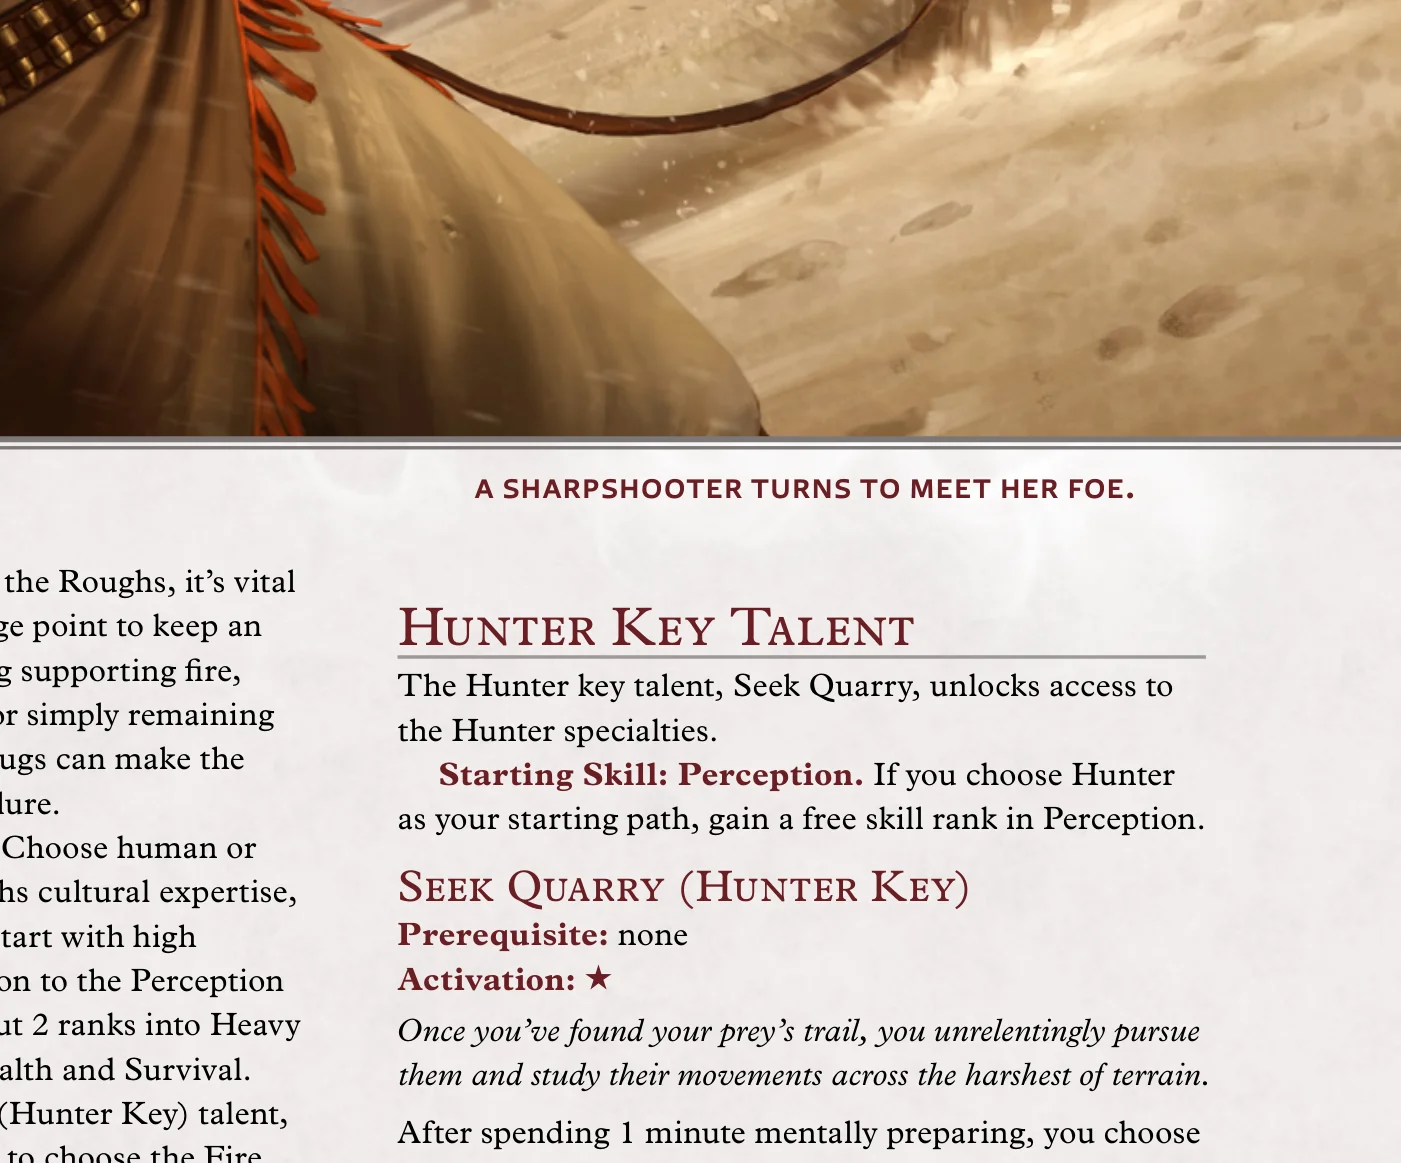 A SHARPSHOOTER TURNS TO MEET HER FOE.
the Roughs, it’s vital
ge point to keep an
g supporting fire,
or simply remaining
ugs can make the
lure.
Choose human or
hs cultural expertise,
tart with high
on to the Perception
ut 2 ranks into Heavy
alth and Survival.
(Hunter Key) talent,
to choose the Fire
Hunter Key Talent
The Hunter key talent, Seek Quarry, unlocks access to
the Hunter specialties.
Starting Skill: Perception. If you choose Hunter
as your starting path, gain a free skill rank in Perception.
Seek Quarry (Hunter Key)
Prerequisite: none
Activation: ★
Once you’ve found your prey’s trail, you unrelentingly pursue
them and study their movements across the harshest of terrain.
After spending 1 minute mentally preparing, you choose